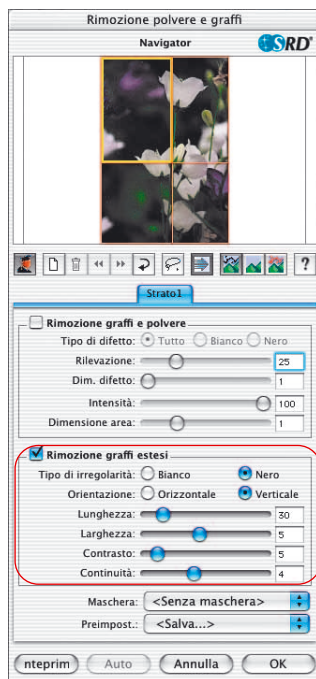 Rimozione polvere e graffi
Navigator
SRD
?
Strato1
Rimozione graffi e polvere
Tipo di difetto: Tutto Bianco Nero
Rilevazione: 25
Dim. difetto: 1
Intensità: 100
Dimensione area: 1
Rimozione graffi estesi
Tipo di irregolarità: Bianco Nero
Orientazione: Orizzontale Verticale
Lunghezza: 30
Larghezza: 5
Contrasto: 5
Continuità: 4
Maschera: <Senza maschera>
Preimpost.: <Salva...>
nteprim Auto Annulla OK